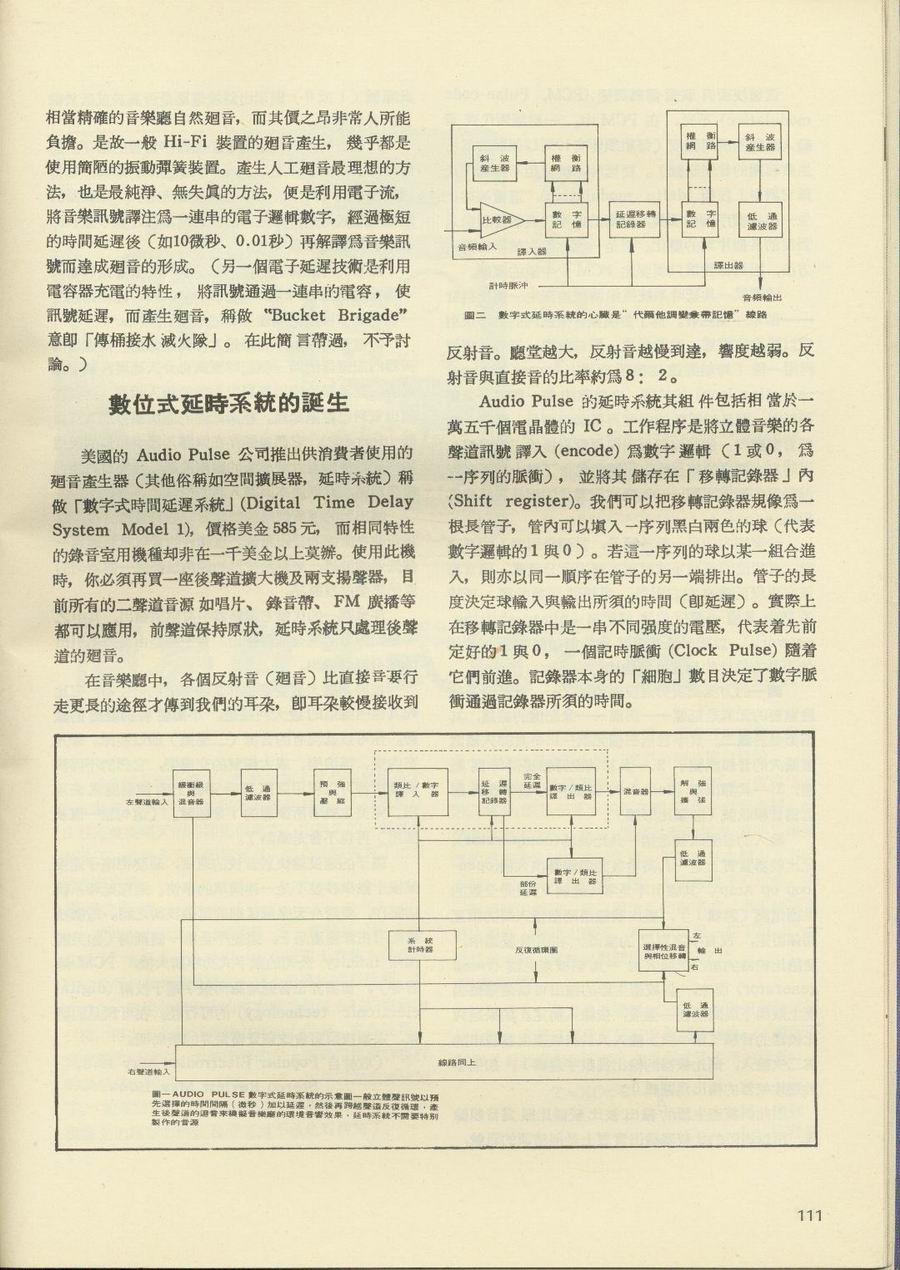 相當精確的音樂廳自然廻音，而其價之昂非常人所能
負擔。是故一般 Hi-Fi 裝置的廻音產生， 幾乎都是
使用簡陋的振動彈簧裝置。產生人工廻音最理想的方
法，也是最純淨、無失眞的方法，便是利用電子流，
將音樂訊號譯注爲一連串的電子邏輯數字，經過極短
的時間延遲後（如10微秒、0.01秒）再解譯爲音樂訊
號而達成廻音的形成。（另一個電子延遲技術是利用
電容器充電的特性， 將訊號通過一連串的電容， 使
訊號延遲，而產生廻音，稱做 “Bucket Brigade”
意卽「傳桶接水 滅火隊」。 在此簡 言帶過， 不予討
論。）
數位式延時系統的誕生
美國的 Audio Pulse 公司推出供消費者使用的
廻音產生器（其他俗稱如空間擴展器，延時系統）稱
做「數字式時間延遲系統」(Digital Time Delay
System Model 1)，價格美金 585 元， 而相同特性
的錄音室用機種却非在一千美金以上莫辦。使用此機
時，你必須再買一座後聲道擴大機及兩支揚聲器，目
前所有的二聲道音源 如唱片、 錄音帶、 FM 廣播等
都可以應用，前聲道保持原狀，延時系統只處理後聲
道的廻音。
在音樂廳中， 各個反射音（廻音）比直接音要行
走更長的途徑才傳到我們的耳朶，卽耳朶較慢接收到
斜 波
產生器
權 衡
網 路
權 衡
網 路
斜 波
產生器
比較器
數 字
記 憶
延遲移轉
記錄器
數 字
記 憶
低 通
濾波器
音頻輸入
譯入器
譯出器
計時脈冲
音頻輸出
圖二 數字式延時系統的心臟是“代爾他調變乘帶記憶”線路
反射音。廳堂越大，反射音越慢到達，響度越弱。反
射音與直接音的比率約爲 8： 2。
Audio Pulse 的延時系統其組 件包括相 當於一
萬五千個電晶體的 IC 。工作程序是將立體音樂的各
聲道訊號 譯入 (encode) 爲數字 邏輯 （1 或 0， 爲
一序列的脈衝）， 並將其 儲存在「 移轉記錄器 」內
(Shift register)。我們可以把移轉記錄器規像爲一
根長管子，管內可以塡入一序列黑白兩色的球（代表
數字邏輯的 1 與 0 ）。若這一序列的球以某一組合進
入，則亦以同一順序在管子的另一端排出。管子的長
度決定球輸入與輸出所須的時間（卽延遲）。實際上
在移轉記錄器中是一串不同强度的電壓，代表着先前
定好的 1 與 0， 一個記時脈衝 (Clock Pulse) 隨着
它們前進。記錄器本身的「細胞」數目決定了數字脈
衝通過記錄器所須的時間。
左聲道輸入
緩衝級
與
混音器
低 通
濾波器
預 強
與
壓 縮
類比／數字
譯 入 器
延 遲
移 轉
記錄器
完全
延遲
數字／類比
譯 出 器
混音器
解 強
與
擴 張
低 通
濾波器
數字／類比
譯 出 器
部份
延遲
系 統
計時器
反復循環圈
選擇性混音
與相位移轉
左
輸 出
右
低 通
濾波器
右聲道輸入
線路同上
圖一AUDIO PULSE 數字式延時系統的示意圖一般立體聲訊號以預
先選擇的時間間隔（微秒）加以延遲，然後再跨越聲道反復循環，產
生後聲道的迴音來模擬音樂廳的環境音響效果，延時系統不需要特別
製作的音源
111